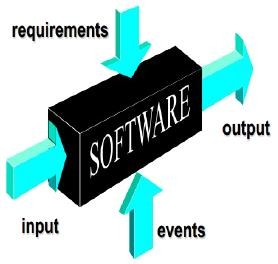 requirements
SOFTWARE
output
input
events